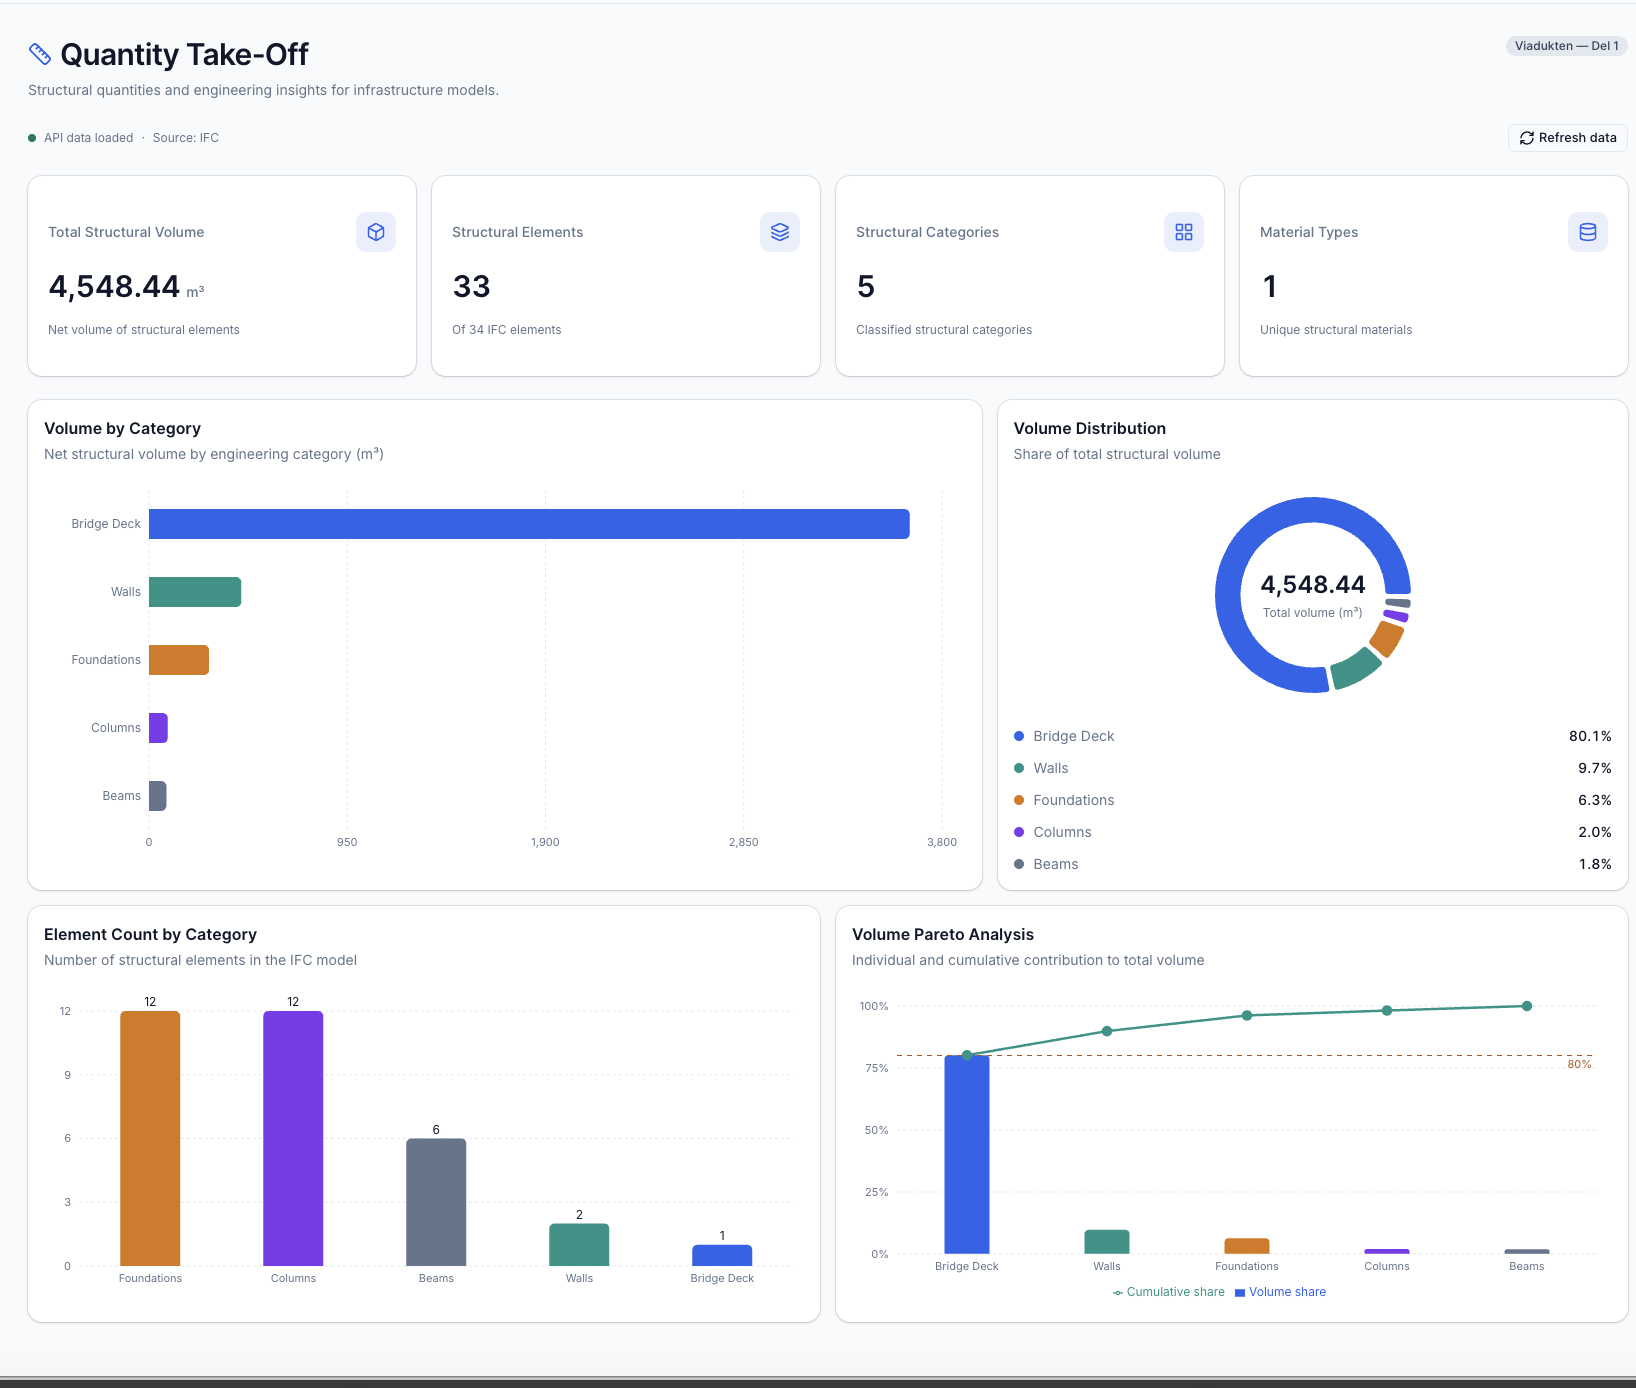 Quantity Take-Off
Viadukten — Del 1
Structural quantities and engineering insights for infrastructure models.
API data loaded · Source: IFC
Refresh data
Total Structural Volume
4,548.44 m³
Net volume of structural elements
Structural Elements
33
Of 34 IFC elements
Structural Categories
5
Classified structural categories
Material Types
1
Unique structural materials
Volume by Category
Net structural volume by engineering category (m³)
Bridge Deck
Walls
Foundations
Columns
Beams
0 950 1,900 2,850 3,800
Volume Distribution
Share of total structural volume
4,548.44
Total volume (m³)
Bridge Deck 80.1%
Walls 9.7%
Foundations 6.3%
Columns 2.0%
Beams 1.8%
Element Count by Category
Number of structural elements in the IFC model
12
9
6
3
0
12
12
6
2
1
Foundations Columns Beams Walls Bridge Deck
Volume Pareto Analysis
Individual and cumulative contribution to total volume
100%
75%
50%
25%
0%
80%
Bridge Deck Walls Foundations Columns Beams
Cumulative share Volume share